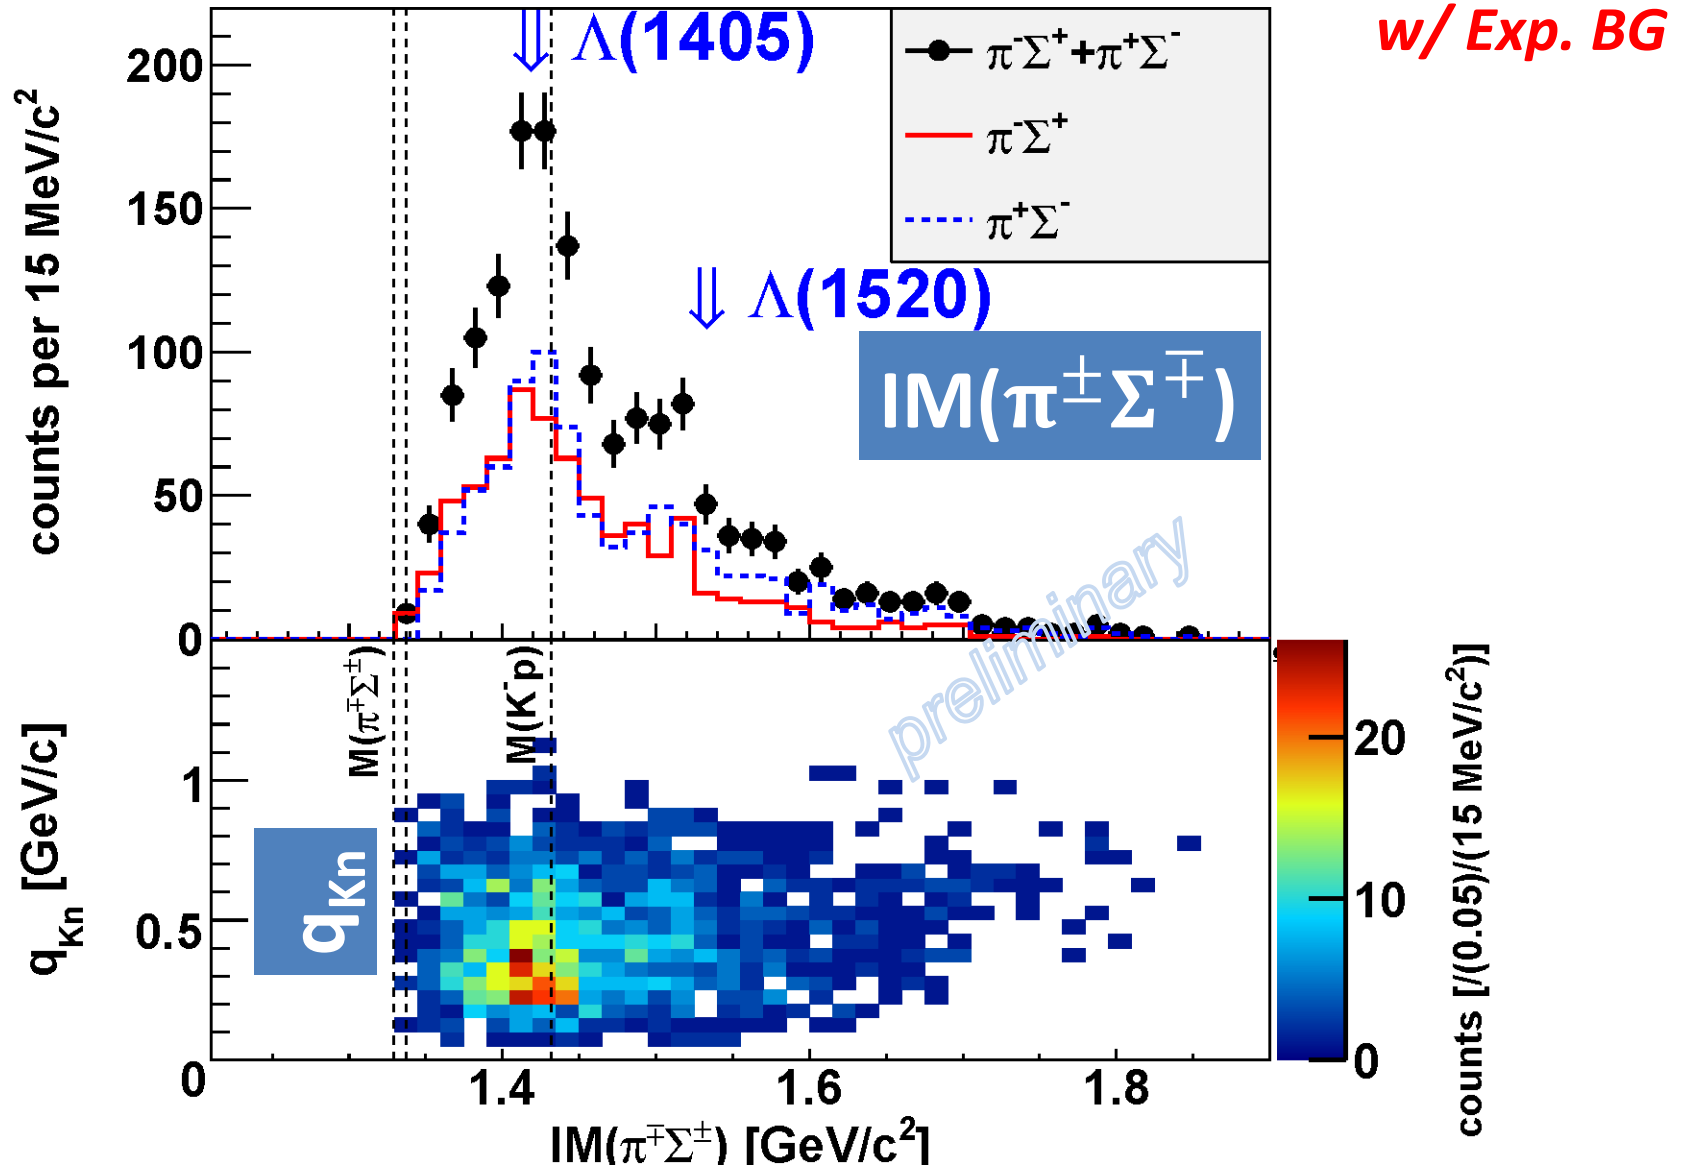 w/ Exp. BG
Λ(1405)
π⁻Σ⁺+π⁺Σ⁻
π⁻Σ⁺
π⁺Σ⁻
Λ(1520)
IM(π±Σ∓)
counts per 15 MeV/c²
200
150
100
50
0
preliminary
M(π∓Σ±)
M(K⁻p)
q_Kn [GeV/c]
q_Kn
1
0.5
0
1.4
1.6
1.8
IM(π∓Σ±) [GeV/c²]
20
10
0
counts [/(0.05)/(15 MeV/c²)]